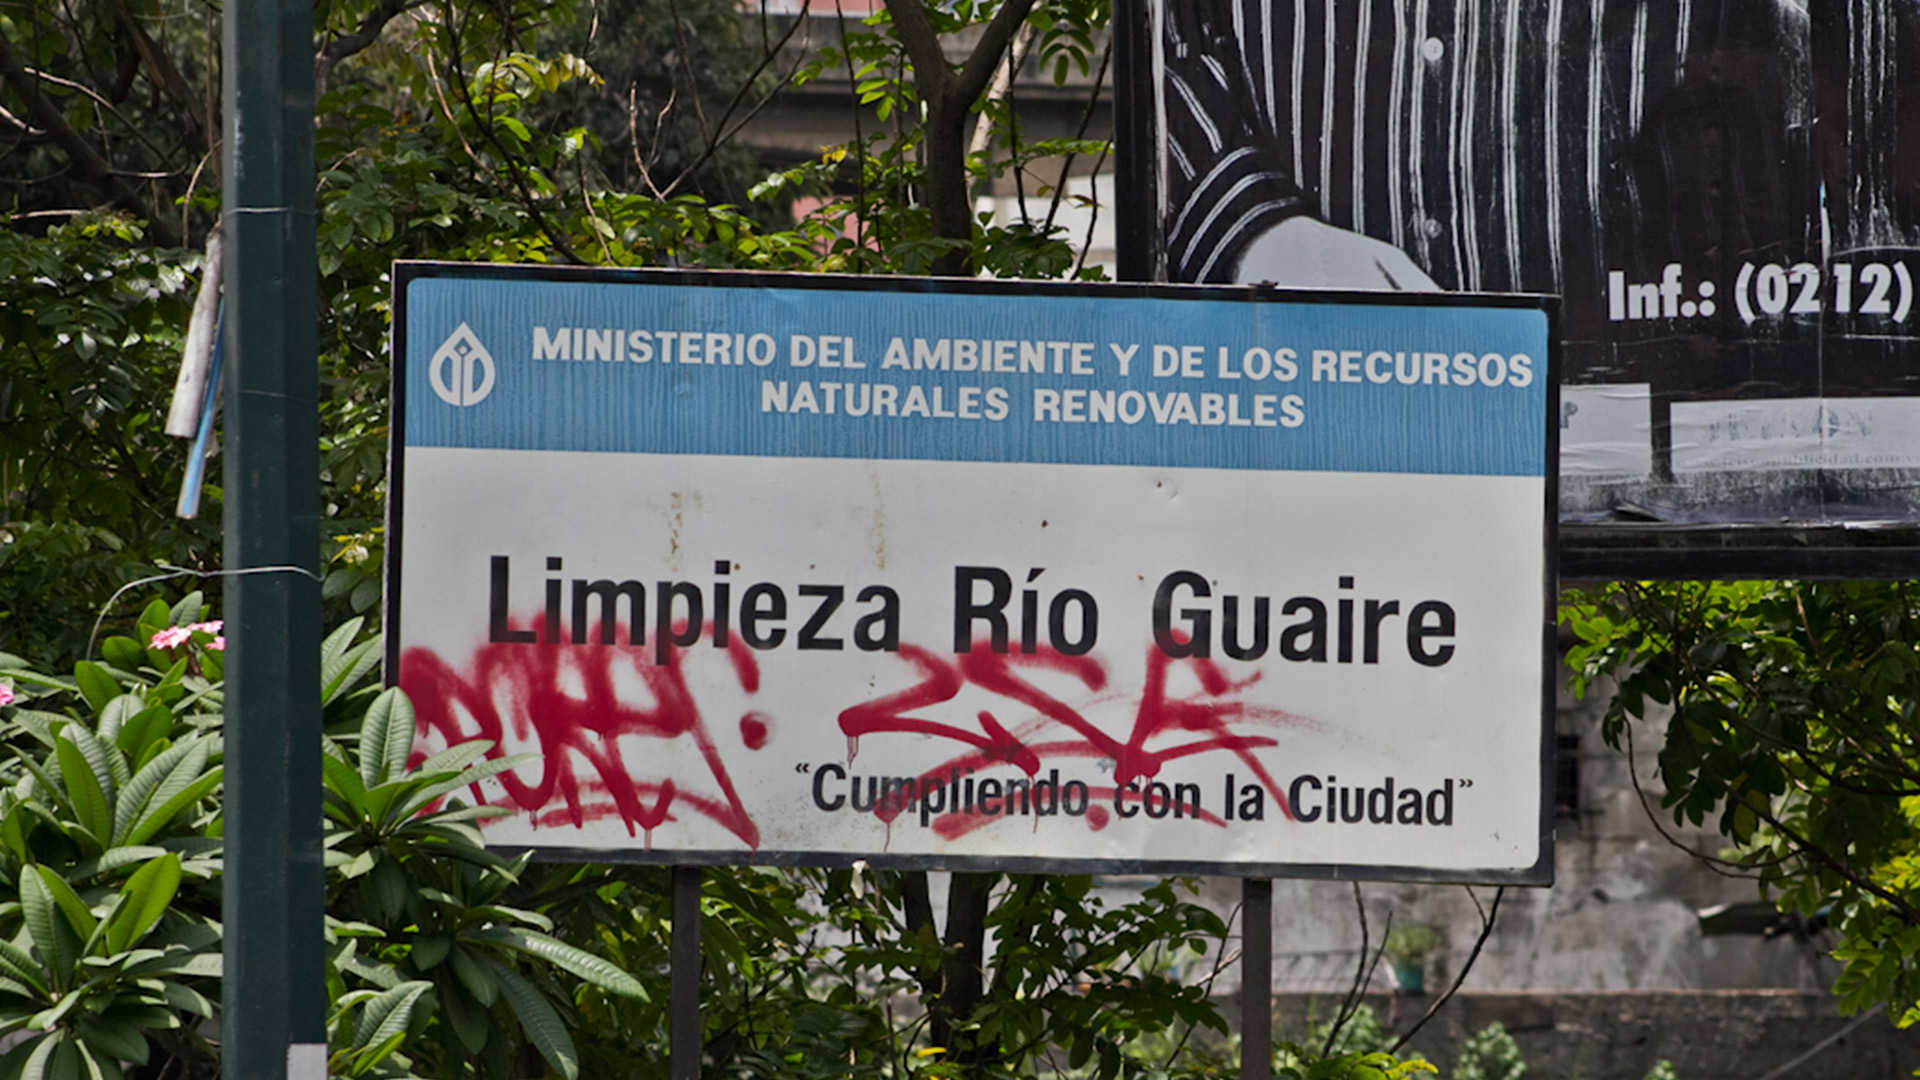 MINISTERIO DEL AMBIENTE Y DE LOS RECURSOS
NATURALES RENOVABLES
Limpieza Río Guaire
“Cumpliendo con la Ciudad”
Inf.: (0212)